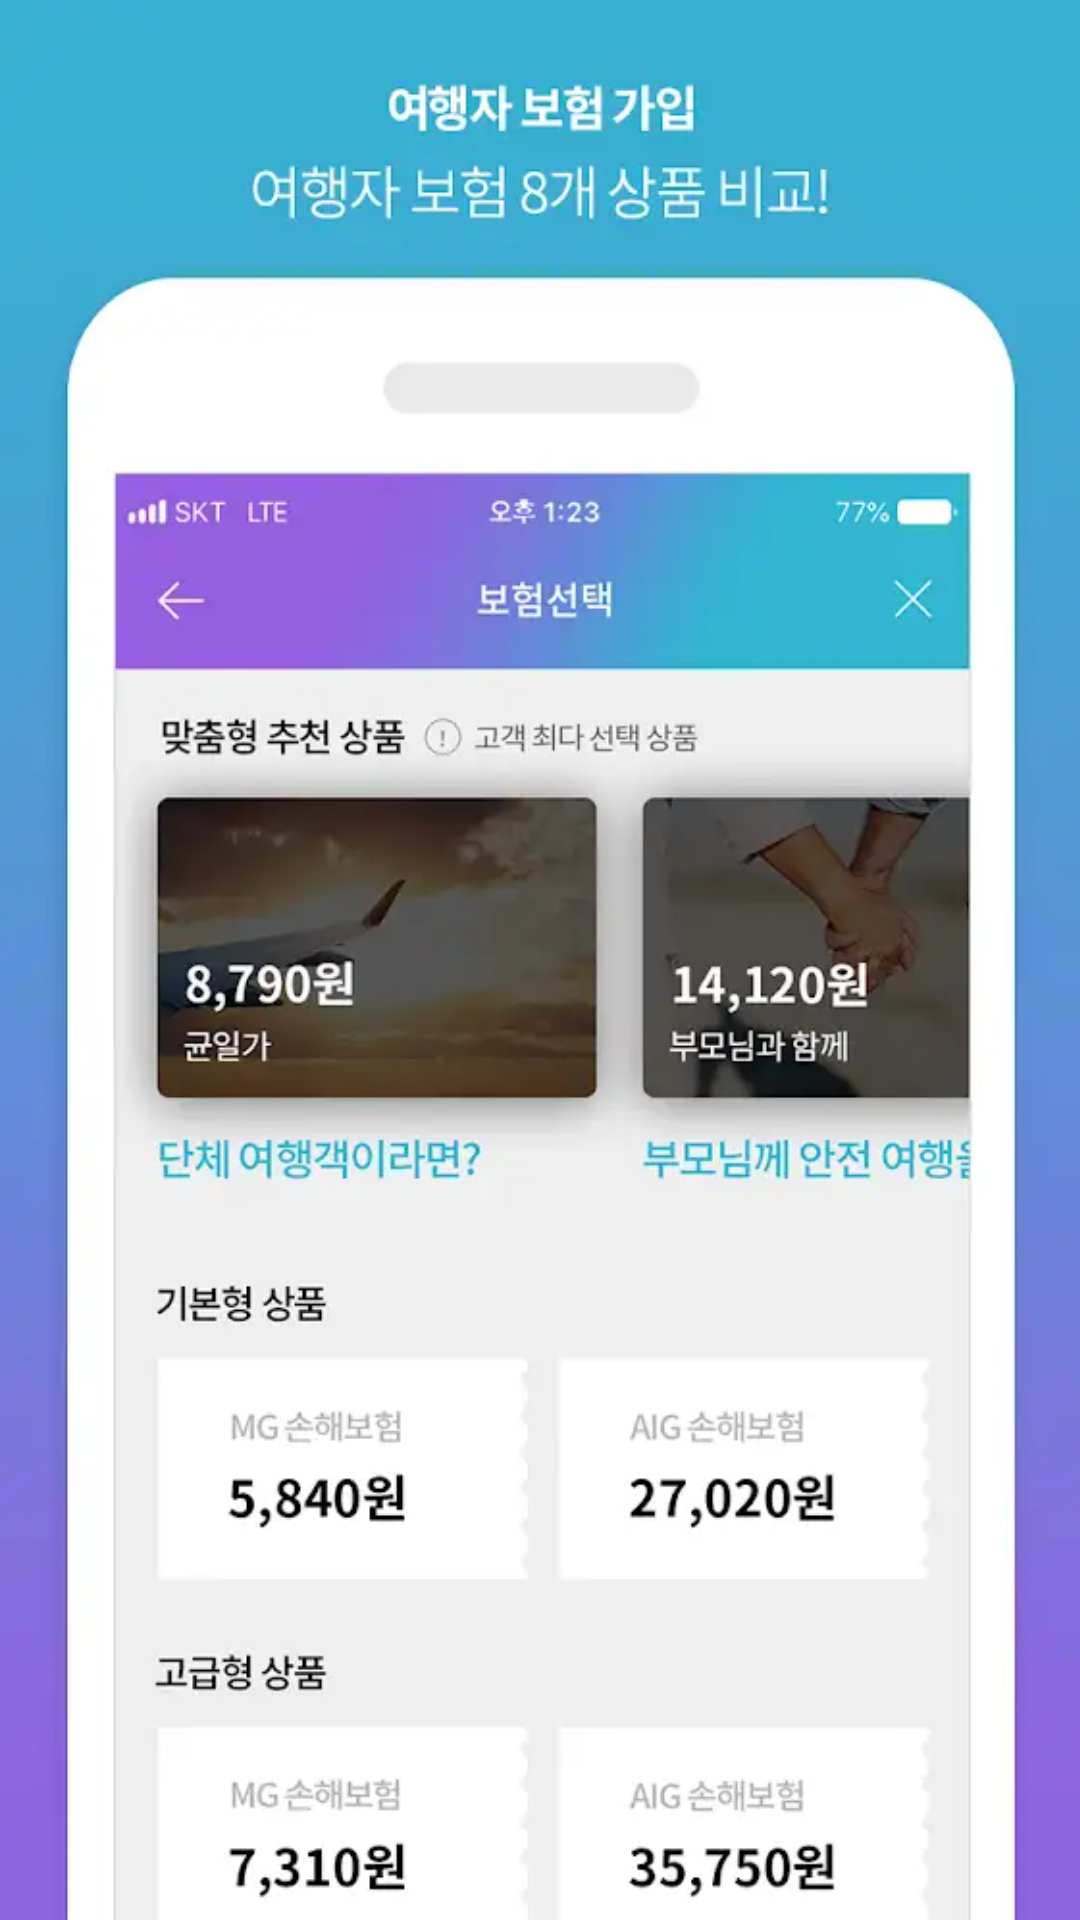 여행자 보험 가입
여행자 보험 8개 상품 비교!
SKT LTE 오후 1:23 77%
보험선택
맞춤형 추천 상품 고객 최다 선택 상품
8,790원
균일가
14,120원
부모님과 함께
단체 여행객이라면?
부모님께 안전 여행을
기본형 상품
MG 손해보험
5,840원
AIG 손해보험
27,020원
고급형 상품
MG 손해보험
7,310원
AIG 손해보험
35,750원